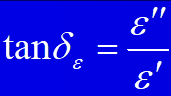 tanδ_ε = ε″/ε′